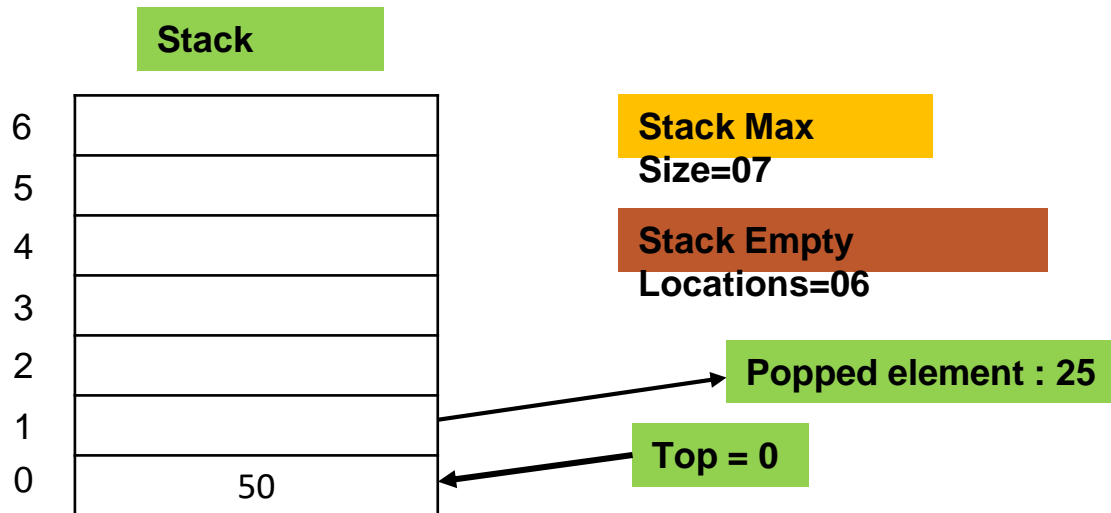 Stack
6
5
4
3
2
1
0
50
Stack Max
Size=07
Stack Empty
Locations=06
Popped element : 25
Top = 0